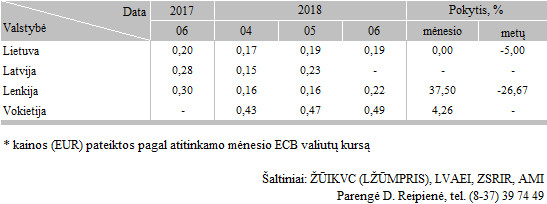 Data 2017 2018 Pokytis, %
Valstybė 06 04 05 06 mėnesio metų
Lietuva 0,20 0,17 0,19 0,19 0,00 -5,00
Latvija 0,28 0,15 0,23 - - -
Lenkija 0,30 0,16 0,16 0,22 37,50 -26,67
Vokietija - 0,43 0,47 0,49 4,26 -
* kainos (EUR) pateiktos pagal atitinkamo mėnesio ECB valiutų kursą
Šaltiniai: ŽŪIKVC (LŽŪMPRIS), LVAEI, ZSRIR, AMI
Parengė D. Reipienė, tel. (8-37) 39 74 49